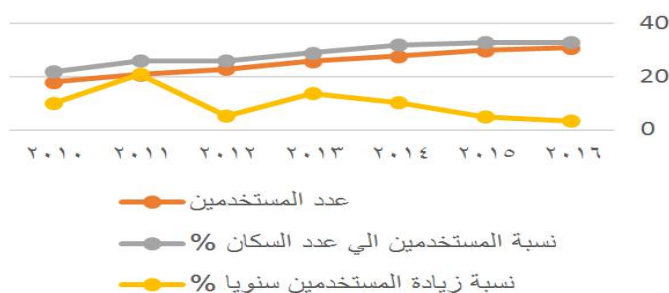 40
20
0
٢٠١٠ ٢٠١١ ٢٠١٢ ٢٠١٣ ٢٠١٤ ٢٠١٥ ٢٠١٦
عدد المستخدمين
نسبة المستخدمين الي عدد السكان %
نسبة زيادة المستخدمين سنويا %